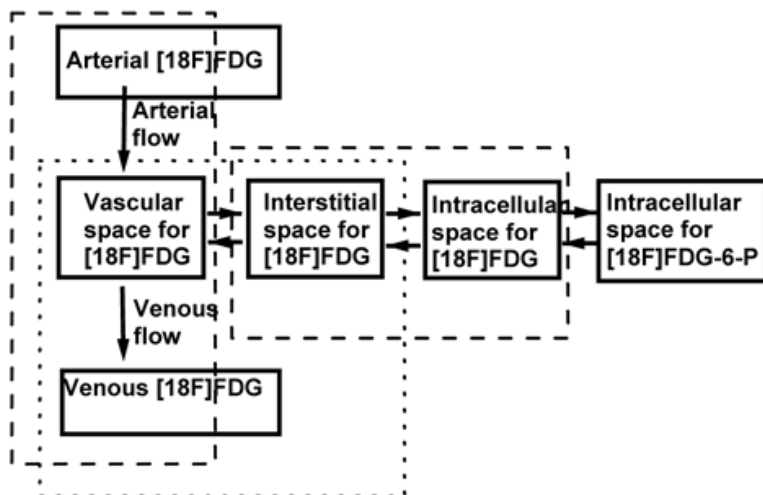 Arterial [18F]FDG
Arterial
flow
Vascular
space for
[18F]FDG
Interstitial
space for
[18F]FDG
Intracellular
space for
[18F]FDG
Intracellular
space for
[18F]FDG-6-P
Venous
flow
Venous [18F]FDG